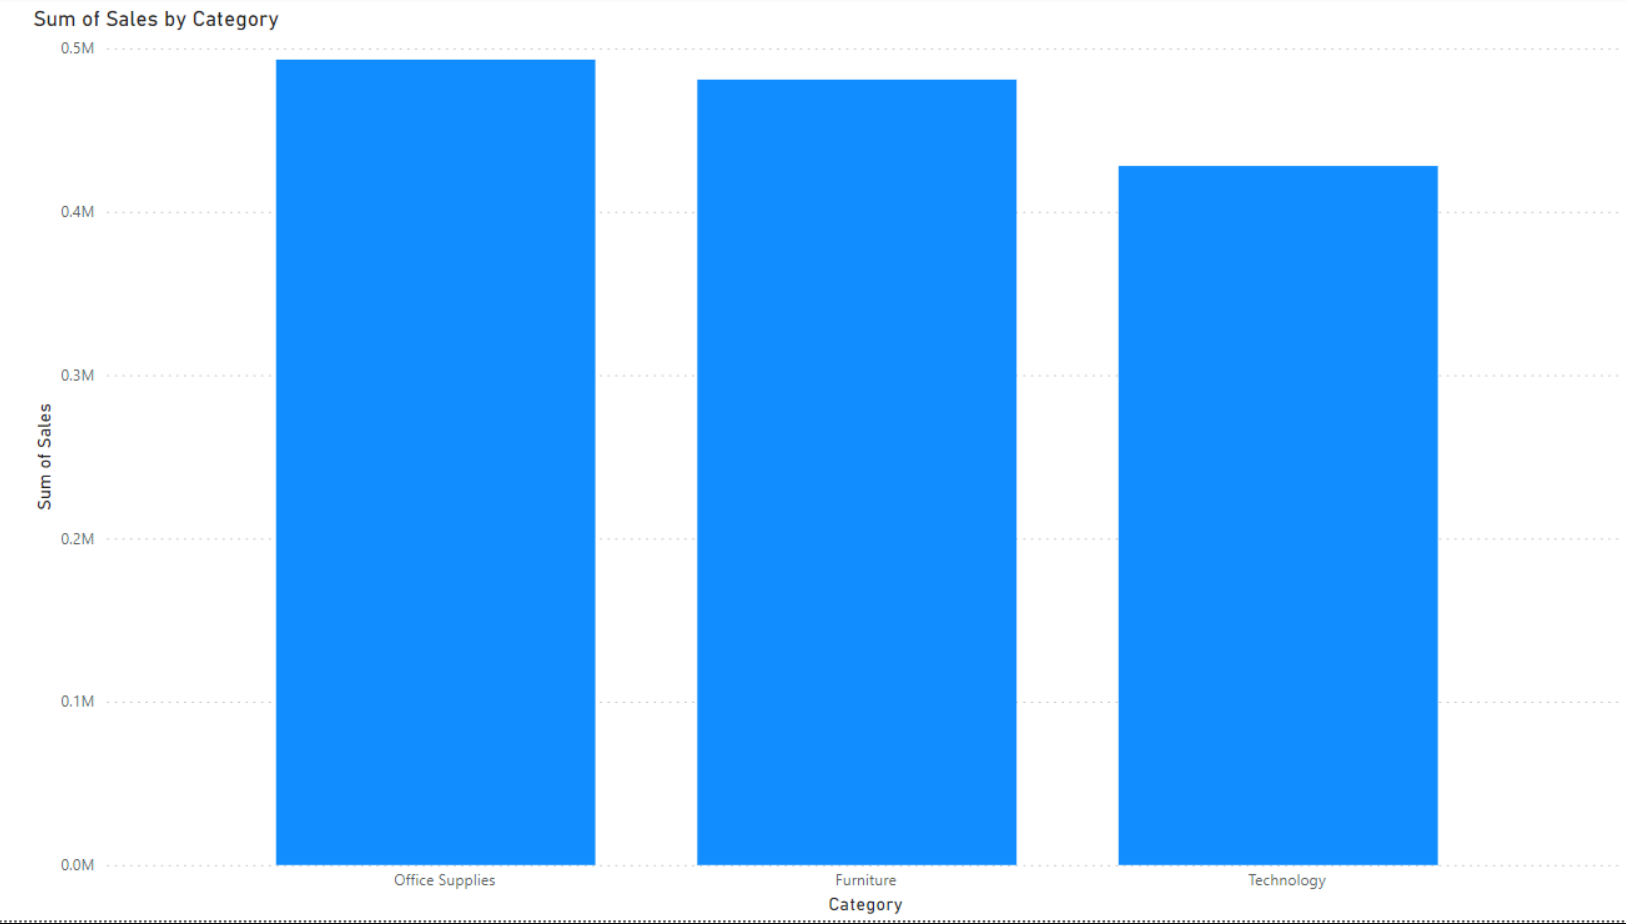 Sum of Sales by Category
0.5M
0.4M
0.3M
0.2M
0.1M
0.0M
Sum of Sales
Office Supplies
Furniture
Technology
Category